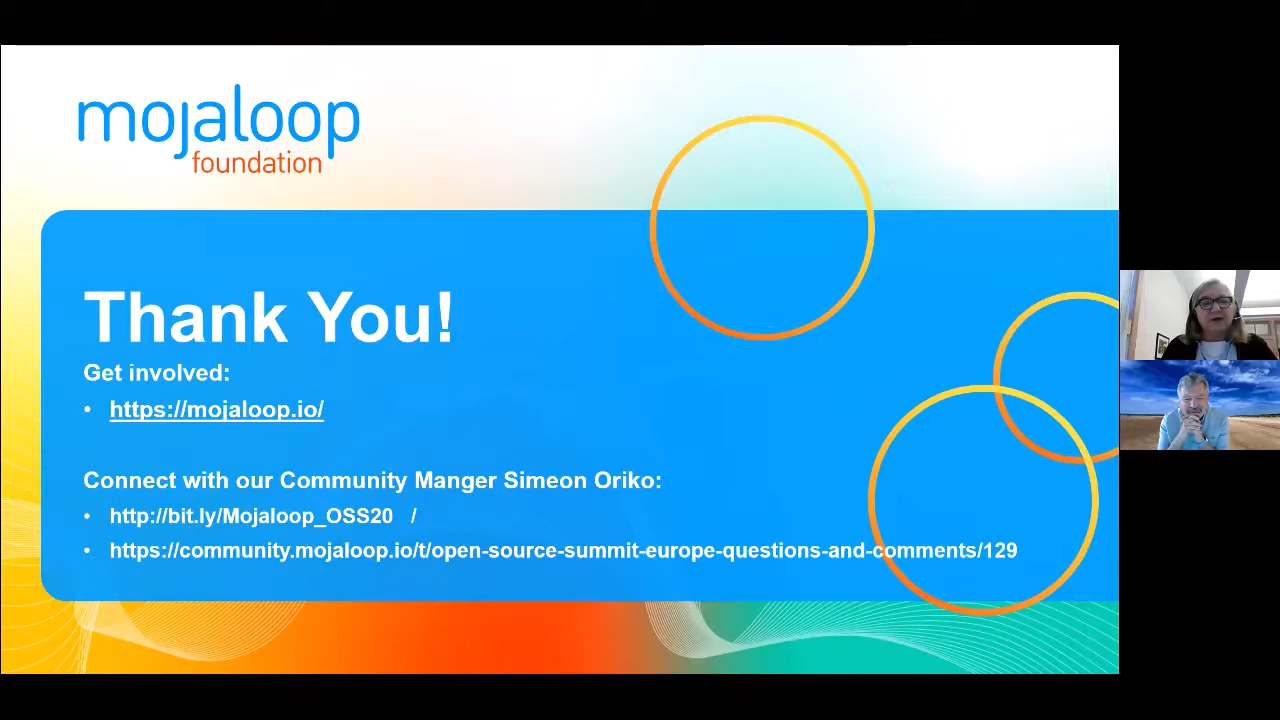 mojaloop
foundation
Thank You!
Get involved:
• https://mojaloop.io/
Connect with our Community Manger Simeon Oriko:
• http://bit.ly/Mojaloop_OSS20 /
• https://community.mojaloop.io/t/open-source-summit-europe-questions-and-comments/129